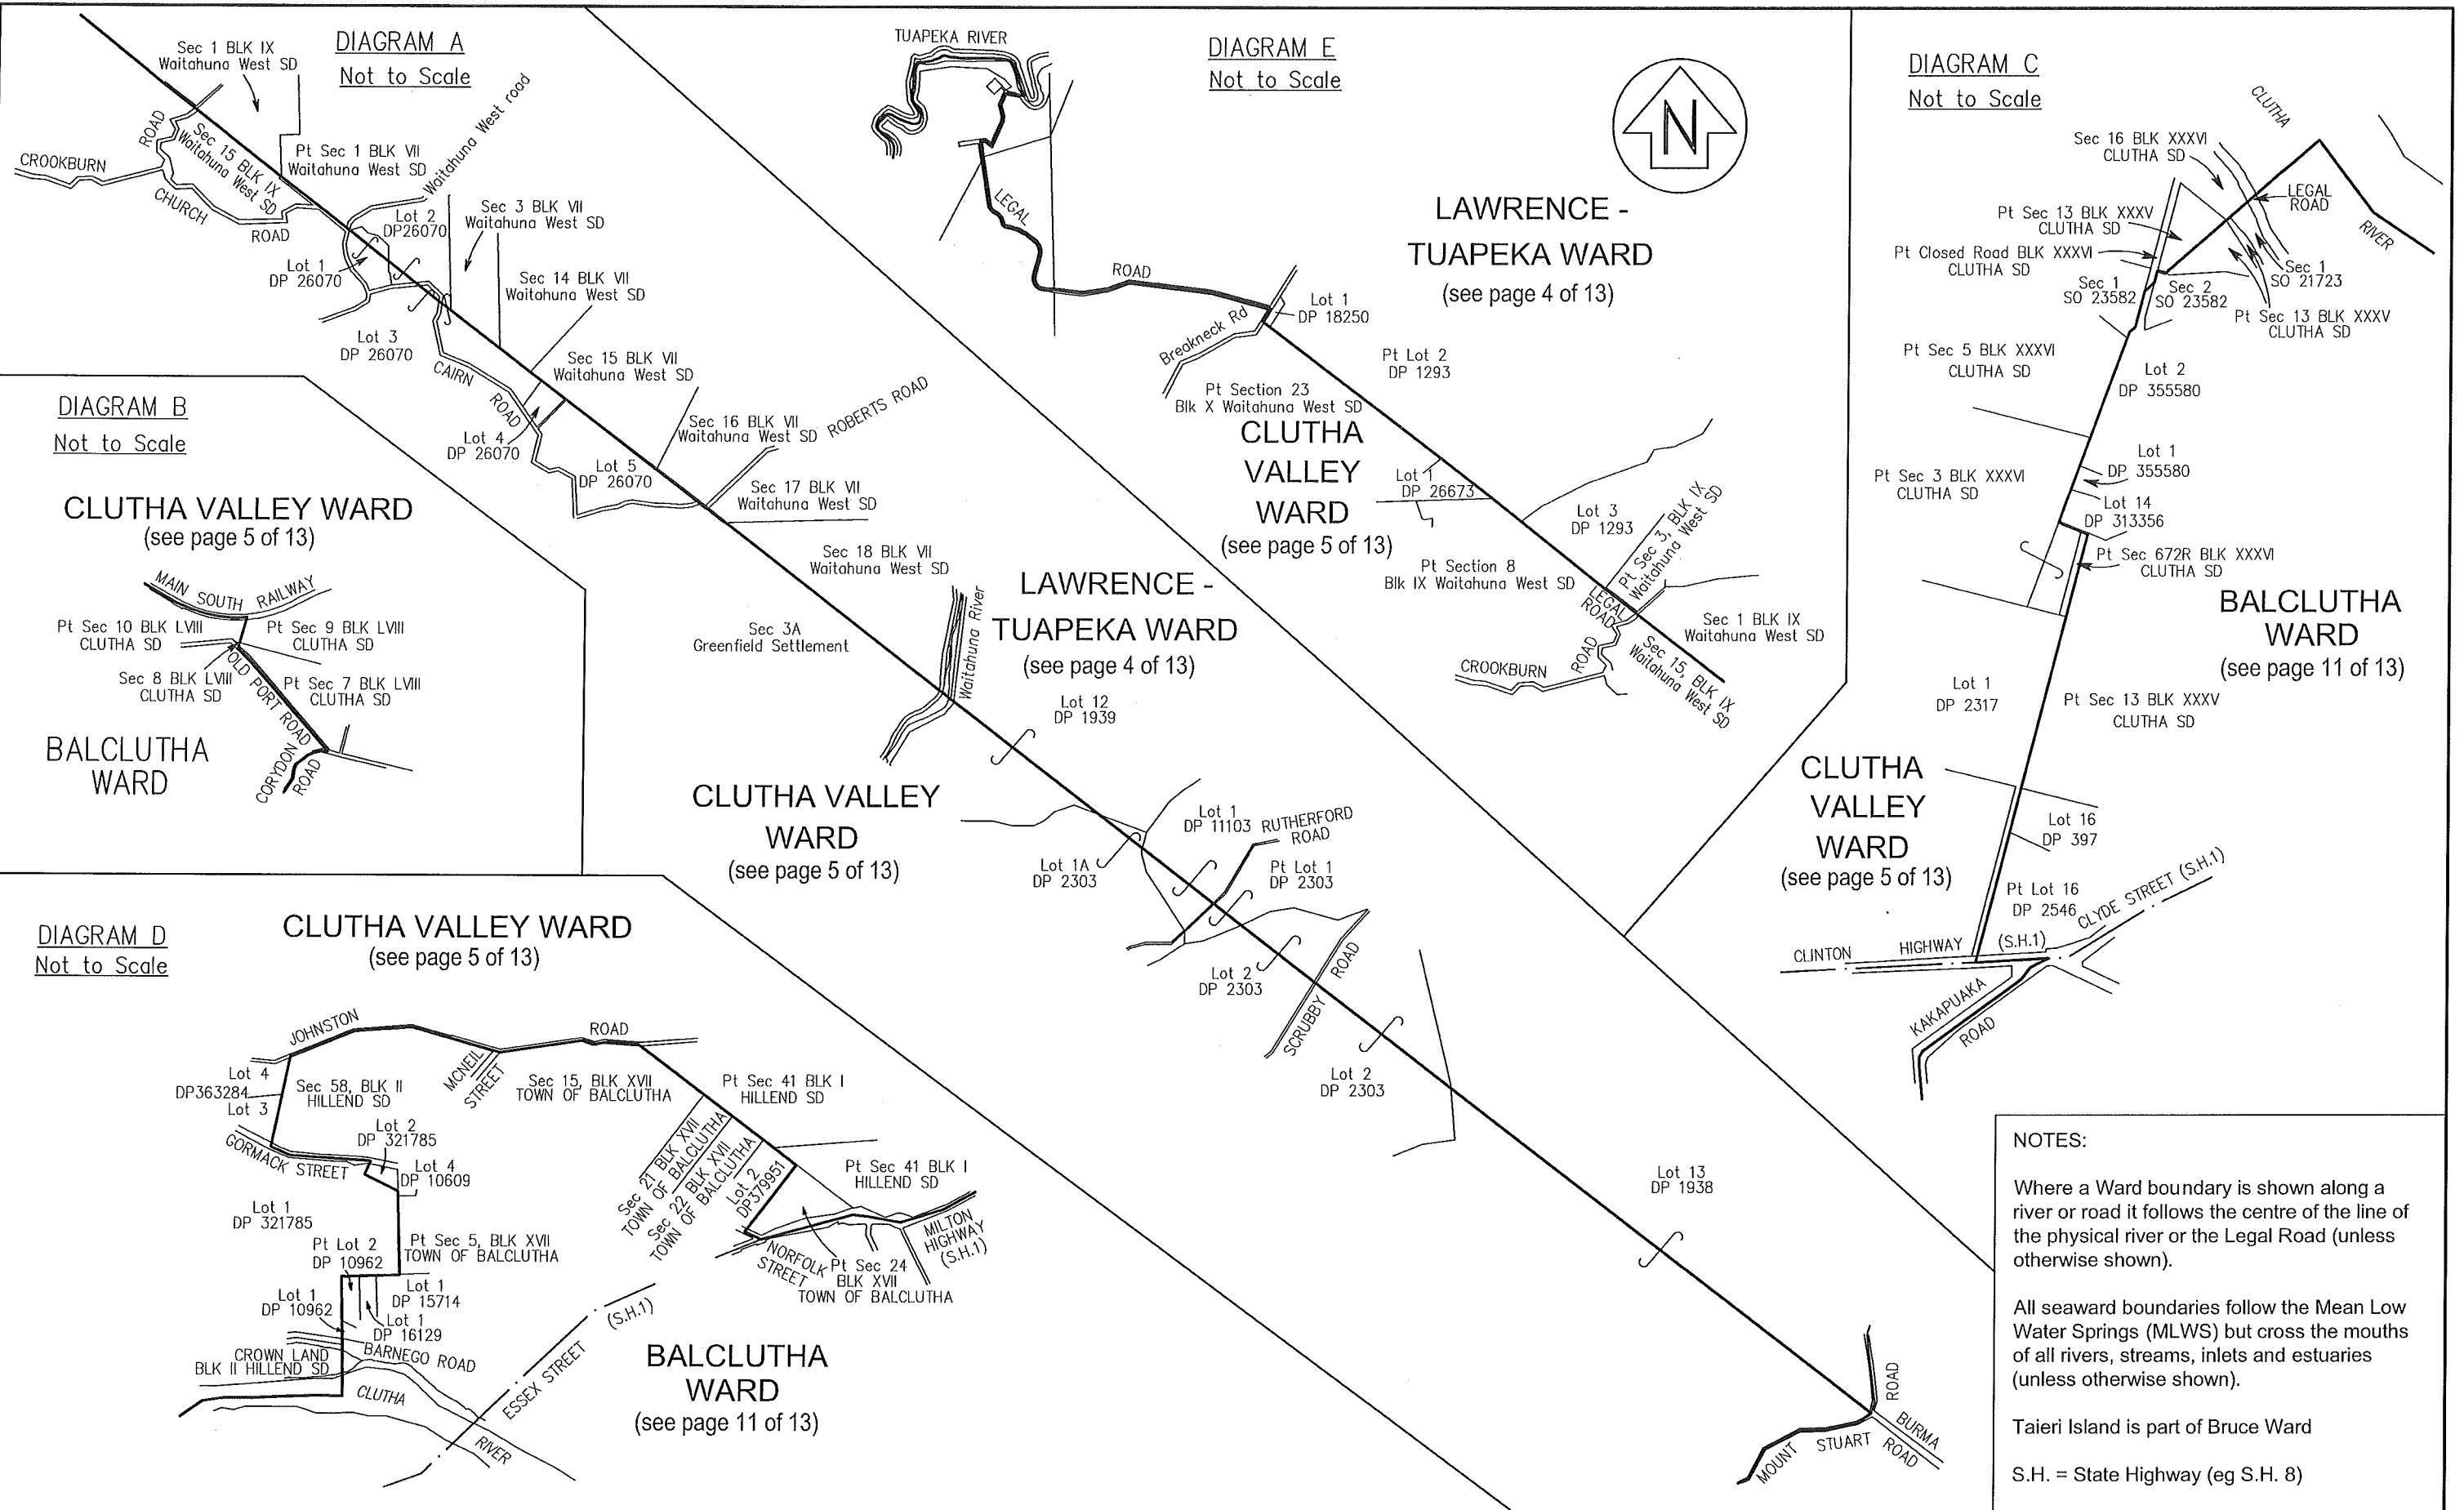 DIAGRAM A
Not to Scale
Sec 1 BLK IX
Waitahuna West SD
ROAD
CROOKBURN
Sec 15 BLK IX
Waitahuna West SD
Pt Sec 1 BLK VII
Waitahuna West SD
CHURCH
ROAD
Waitahuna West road
Lot 2
DP26070
Lot 1
DP 26070
Sec 3 BLK VII
Waitahuna West SD
Sec 14 BLK VII
Waitahuna West SD
Lot 3
DP 26070
CAIRN
ROAD
Sec 15 BLK VII
Waitahuna West SD
Lot 4
DP 26070
Sec 16 BLK VII
Waitahuna West SD
ROBERTS ROAD
Lot 5
DP 26070
Sec 17 BLK VII
Waitahuna West SD
Sec 18 BLK VII
Waitahuna West SD
Sec 3A
Greenfield Settlement
Waitahuna River
LAWRENCE -
TUAPEKA WARD
(see page 4 of 13)
Lot 12
DP 1939
CLUTHA VALLEY
WARD
(see page 5 of 13)
Lot 1
DP 11103
RUTHERFORD
ROAD
Lot 1A
DP 2303
Pt Lot 1
DP 2303
Lot 2
DP 2303
SCRUBBY
ROAD
Lot 2
DP 2303
Lot 13
DP 1938
ROAD
MOUNT
STUART
BURMA
ROAD
DIAGRAM B
Not to Scale
CLUTHA VALLEY WARD
(see page 5 of 13)
MAIN SOUTH RAILWAY
Pt Sec 10 BLK LVIII
CLUTHA SD
Pt Sec 9 BLK LVIII
CLUTHA SD
Sec 8 BLK LVIII
CLUTHA SD
OLD PORT ROAD
Pt Sec 7 BLK LVIII
CLUTHA SD
BALCLUTHA
WARD
CORYDON
ROAD
DIAGRAM D
Not to Scale
CLUTHA VALLEY WARD
(see page 5 of 13)
JOHNSTON
ROAD
Lot 4
DP363284
Lot 3
Sec 58, BLK II
HILLEND SD
MCNEIL
STREET
Sec 15, BLK XVII
TOWN OF BALCLUTHA
Pt Sec 41 BLK I
HILLEND SD
GORMACK STREET
Lot 2
DP 321785
Lot 4
DP 10609
Sec 21 BLK XVII
TOWN OF BALCLUTHA
Sec 22 BLK XVII
TOWN OF BALCLUTHA
Lot 2
DP379951
Pt Sec 41 BLK I
HILLEND SD
Lot 1
DP 321785
Pt Lot 2
DP 10962
Pt Sec 5, BLK XVII
TOWN OF BALCLUTHA
NORFOLK
STREET
MILTON
HIGHWAY
(S.H.1)
Pt Sec 24
BLK XVII
TOWN OF BALCLUTHA
Lot 1
DP 10962
Lot 1
DP 15714
Lot 1
DP 16129
BARNEGO ROAD
CROWN LAND
BLK II HILLEND SD
CLUTHA
RIVER
ESSEX STREET
(S.H.1)
BALCLUTHA
WARD
(see page 11 of 13)
DIAGRAM E
Not to Scale
TUAPEKA RIVER
N
LEGAL
ROAD
LAWRENCE -
TUAPEKA WARD
(see page 4 of 13)
Breakneck Rd
Lot 1
DP 18250
Pt Lot 2
DP 1293
Pt Section 23
Blk X Waitahuna West SD
CLUTHA
VALLEY
WARD
(see page 5 of 13)
Lot 1
DP 26673
Lot 3
DP 1293
Pt Sec 3, BLK IX
Waitahuna West SD
Pt Section 8
Blk IX Waitahuna West SD
LEGAL
ROAD
Sec 1 BLK IX
Waitahuna West SD
CROOKBURN
ROAD
Sec 15, BLK IX
Waitahuna West SD
DIAGRAM C
Not to Scale
CLUTHA
RIVER
Sec 16 BLK XXXVI
CLUTHA SD
LEGAL
ROAD
Pt Sec 13 BLK XXXV
CLUTHA SD
Pt Closed Road BLK XXXVI
CLUTHA SD
Sec 1
SO 23582
Sec 2
SO 23582
Sec 1
SO 21723
Pt Sec 13 BLK XXXV
CLUTHA SD
Pt Sec 5 BLK XXXVI
CLUTHA SD
Lot 2
DP 355580
Lot 1
DP 355580
Pt Sec 3 BLK XXXVI
CLUTHA SD
Lot 14
DP 313356
Pt Sec 672R BLK XXXVI
CLUTHA SD
BALCLUTHA
WARD
(see page 11 of 13)
Lot 1
DP 2317
Pt Sec 13 BLK XXXV
CLUTHA SD
CLUTHA
VALLEY
WARD
(see page 5 of 13)
Lot 16
DP 397
Pt Lot 16
DP 2546
CLYDE STREET (S.H.1)
CLINTON
HIGHWAY
(S.H.1)
KAKAPUAKA
ROAD
NOTES:
Where a Ward boundary is shown along a
river or road it follows the centre of the line of
the physical river or the Legal Road (unless
otherwise shown).
All seaward boundaries follow the Mean Low
Water Springs (MLWS) but cross the mouths
of all rivers, streams, inlets and estuaries
(unless otherwise shown).
Taieri Island is part of Bruce Ward
S.H. = State Highway (eg S.H. 8)